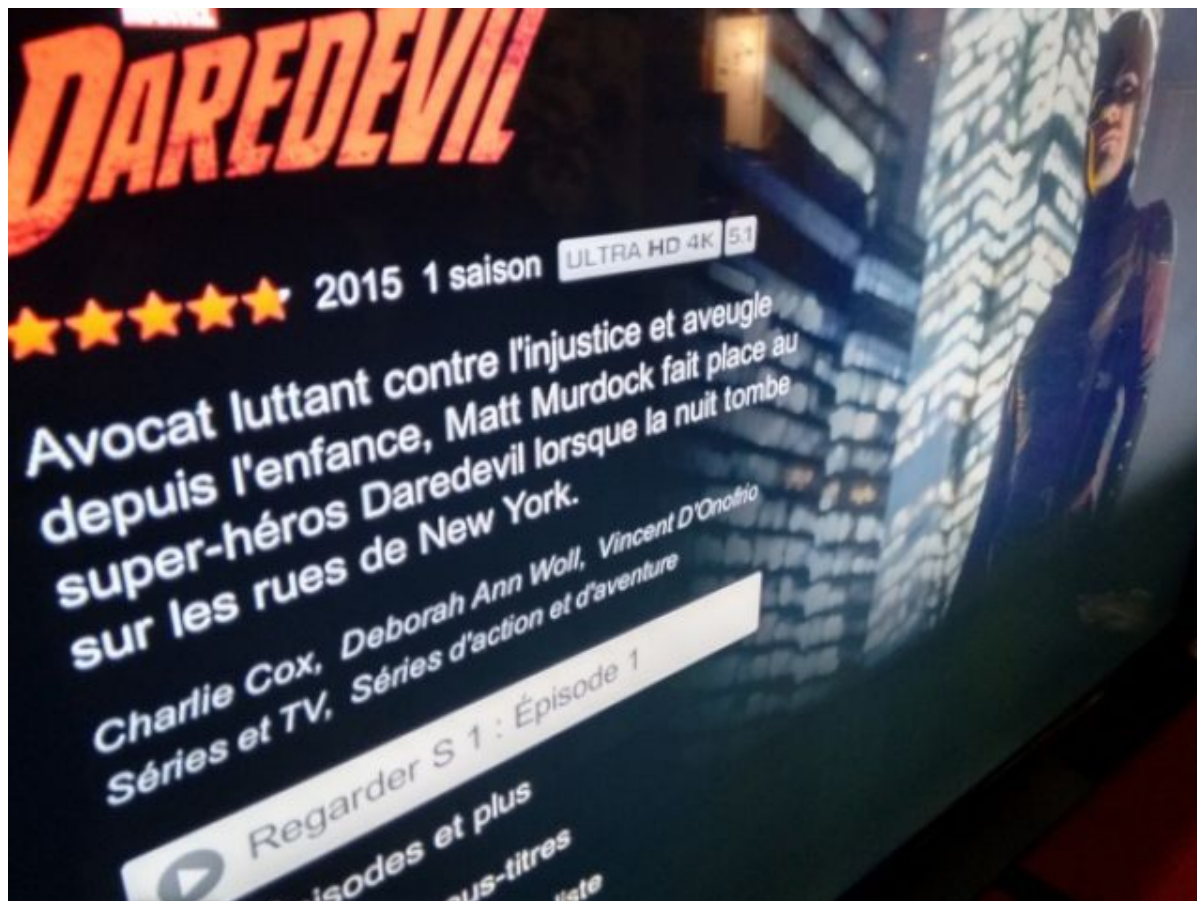 DAREDEVIL
2015 1 saison ULTRA HD 4K 5.1
Avocat luttant contre l'injustice et aveugle
depuis l'enfance, Matt Murdock fait place au
super-héros Daredevil lorsque la nuit tombe
sur les rues de New York.
Charlie Cox, Deborah Ann Woll, Vincent D'Onofrio
Séries et TV, Séries d'action et d'aventure
Regarder S 1 : Épisode 1
isodes et plus
us-titres
liste